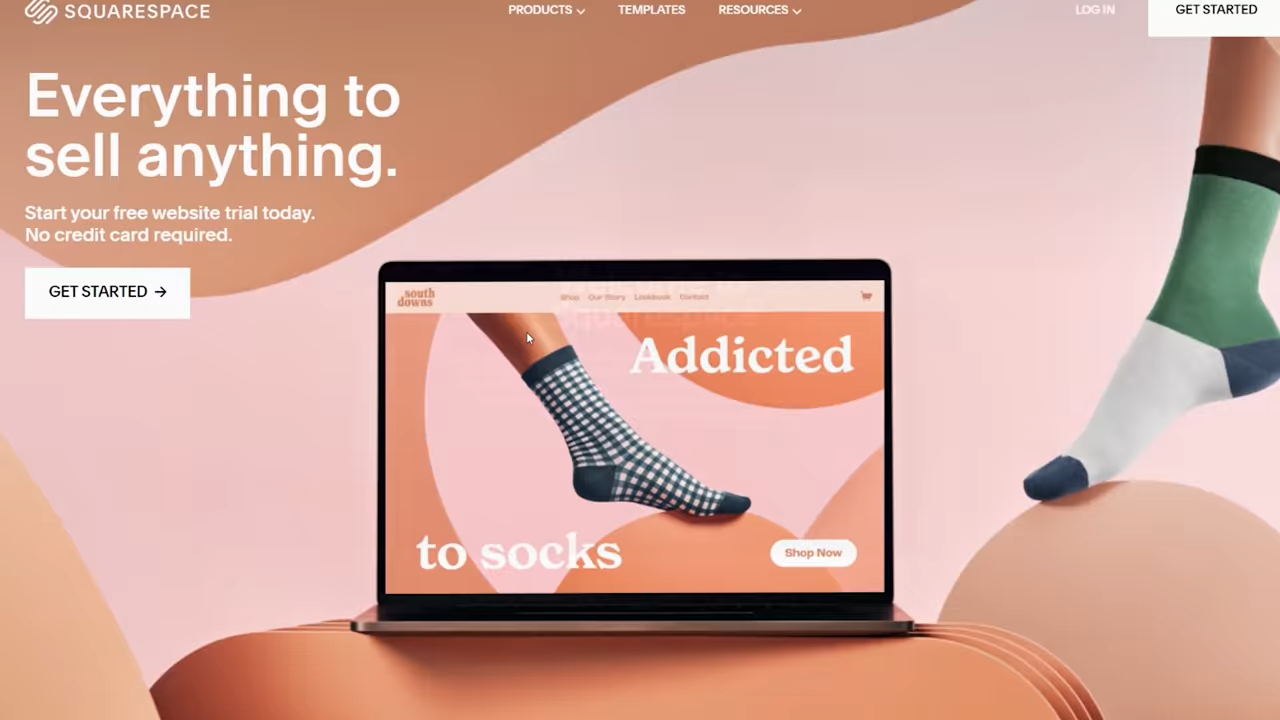 SQUARESPACE
PRODUCTS
TEMPLATES
RESOURCES
LOG IN
GET STARTED
Everything to
sell anything.
Start your free website trial today.
No credit card required.
GET STARTED →
south
downs
Shop
Our Story
Lookbook
Contact
Addicted
to socks
Shop Now